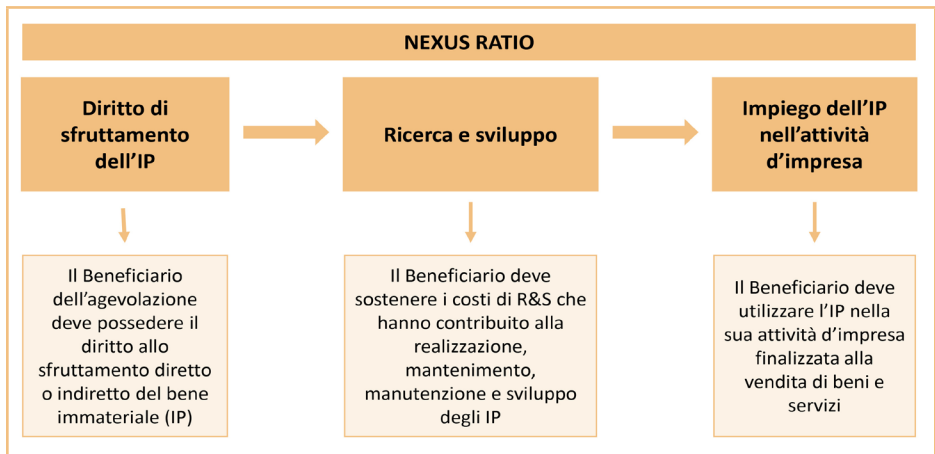 NEXUS RATIO
Diritto di
sfruttamento
dell'IP
Ricerca e sviluppo
Impiego dell'IP
nell'attività
d'impresa
Il Beneficiario
dell'agevolazione
deve possedere il
diritto allo
sfruttamento diretto
o indiretto del bene
immateriale (IP)
Il Beneficiario deve
sostenere i costi di R&S che
hanno contribuito alla
realizzazione,
mantenimento,
manutenzione e sviluppo
degli IP
Il Beneficiario deve
utilizzare l'IP nella
sua attività d'impresa
finalizzata alla
vendita di beni e
servizi